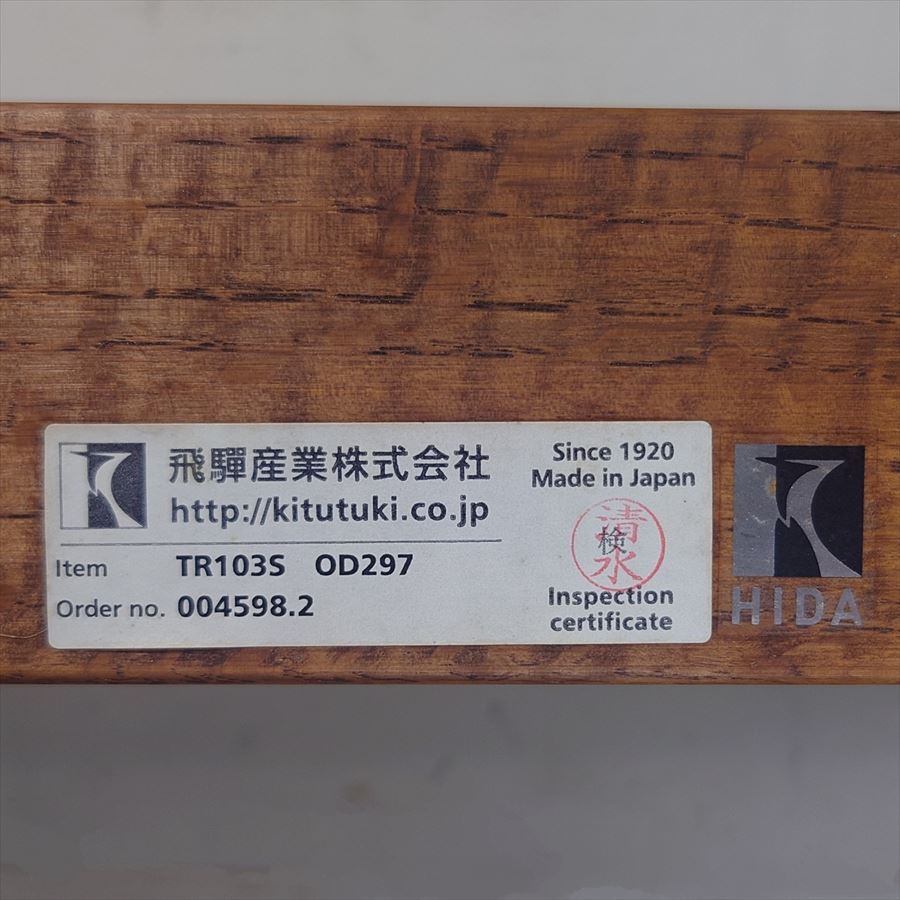 飛驒産業株式会社
http://kitutuki.co.jp
Item TR103S OD297
Order no. 004598.2
Since 1920
Made in Japan
清
検
水
Inspection
certificate
HIDA